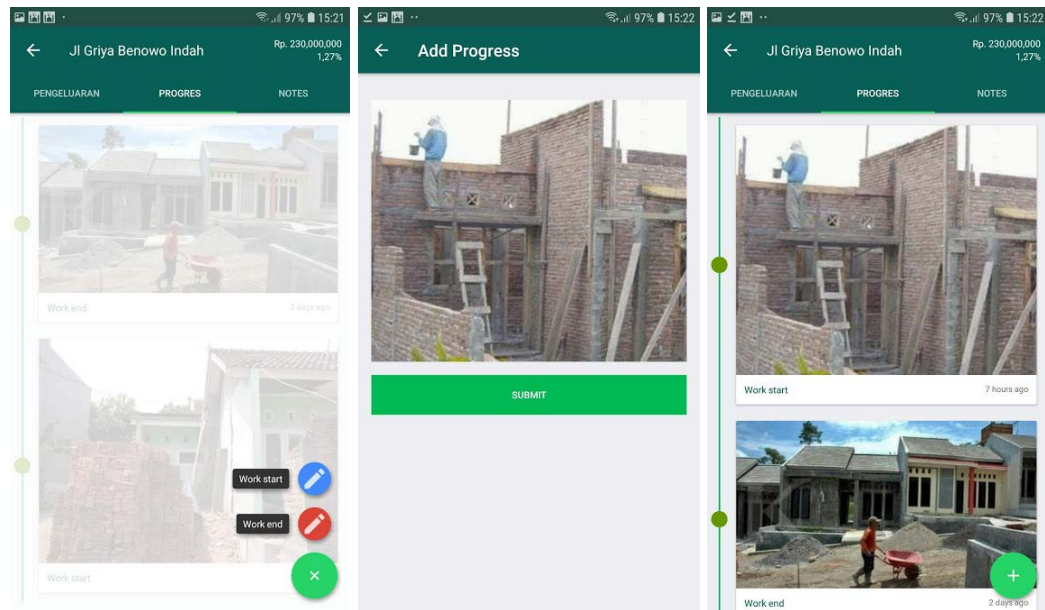 97% 15:21
Jl Griya Benowo Indah
Rp. 230,000,000
1,27%
PENGELUARAN PROGRES NOTES
Work end 2 days ago
Work start
Work end
Work start
97% 15:22
Add Progress
SUBMIT
97% 15:22
Jl Griya Benowo Indah
Rp. 230,000,000
1,27%
PENGELUARAN PROGRES NOTES
Work start 7 hours ago
Work end 2 days ago